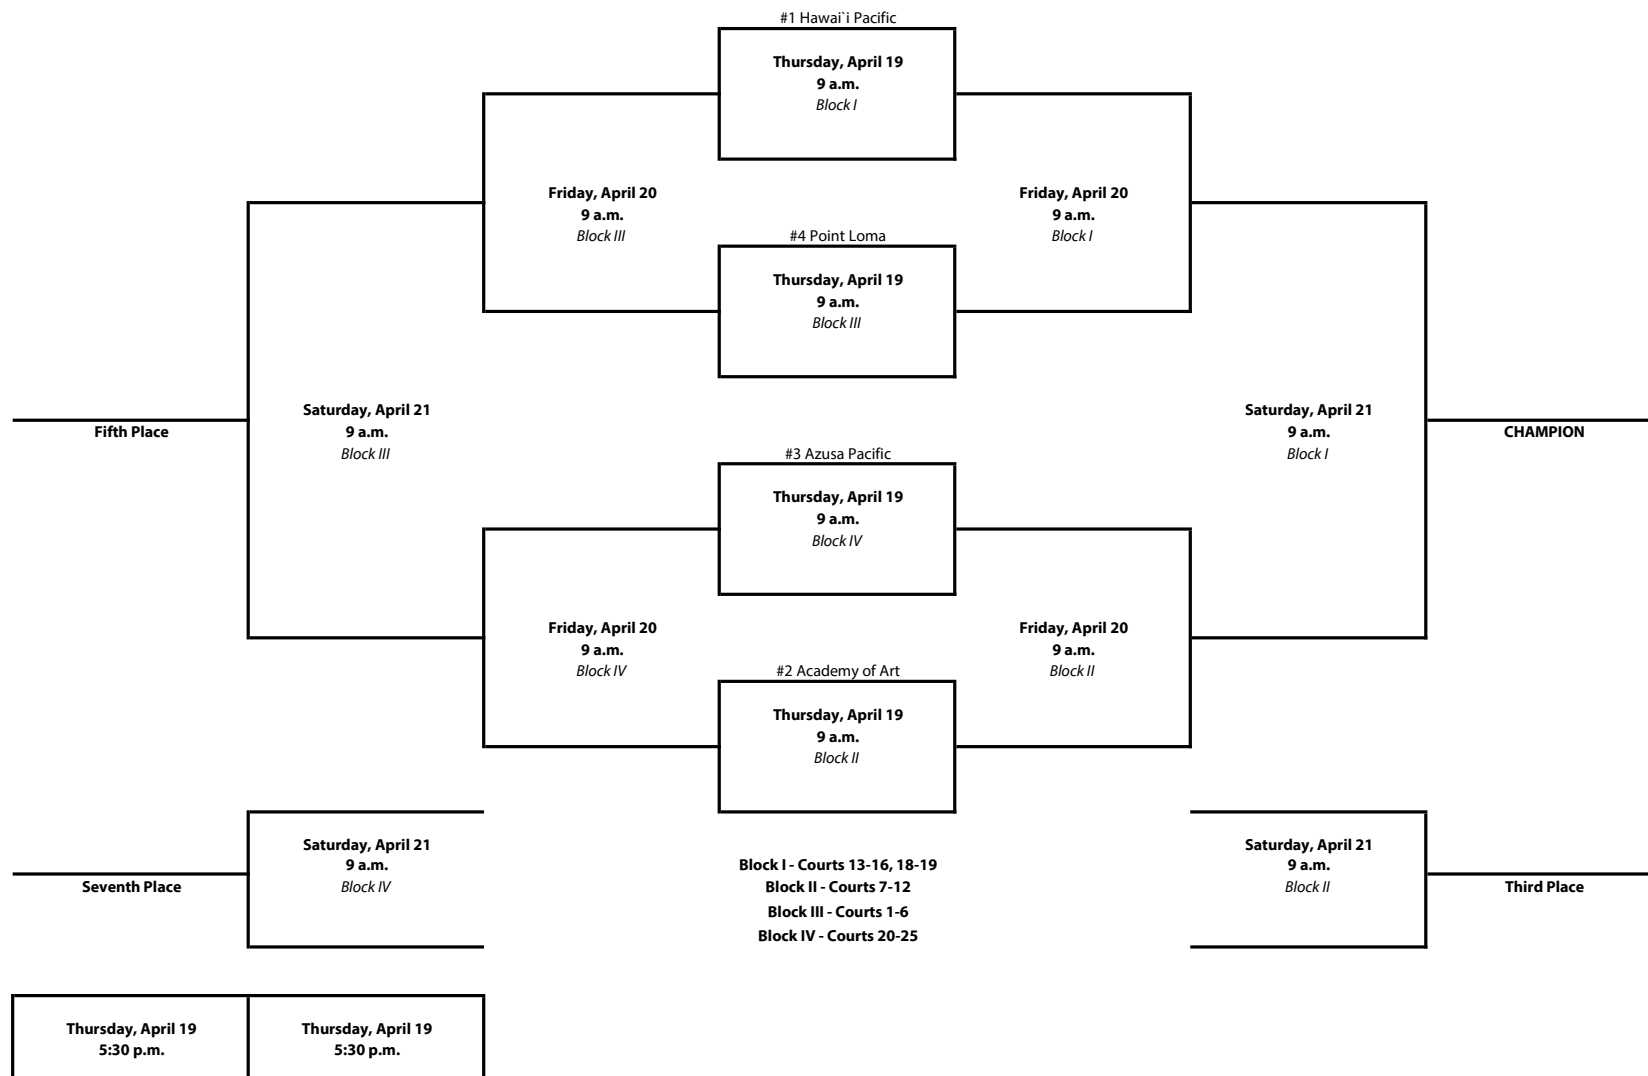 #1 Hawai`i Pacific
Thursday, April 19
9 a.m.
Block I
Friday, April 20
9 a.m.
Block III
Friday, April 20
9 a.m.
Block I
#4 Point Loma
Thursday, April 19
9 a.m.
Block III
Saturday, April 21
9 a.m.
Block III
Fifth Place
Saturday, April 21
9 a.m.
Block I
CHAMPION
#3 Azusa Pacific
Thursday, April 19
9 a.m.
Block IV
Friday, April 20
9 a.m.
Block IV
Friday, April 20
9 a.m.
Block II
#2 Academy of Art
Thursday, April 19
9 a.m.
Block II
Saturday, April 21
9 a.m.
Block IV
Seventh Place
Block I - Courts 13-16, 18-19
Block II - Courts 7-12
Block III - Courts 1-6
Block IV - Courts 20-25
Saturday, April 21
9 a.m.
Block II
Third Place
Thursday, April 19
5:30 p.m.
Thursday, April 19
5:30 p.m.